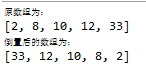 原数组为：
[2, 8, 10, 12, 33]
倒置后的数组为：
[33, 12, 10, 8, 2]